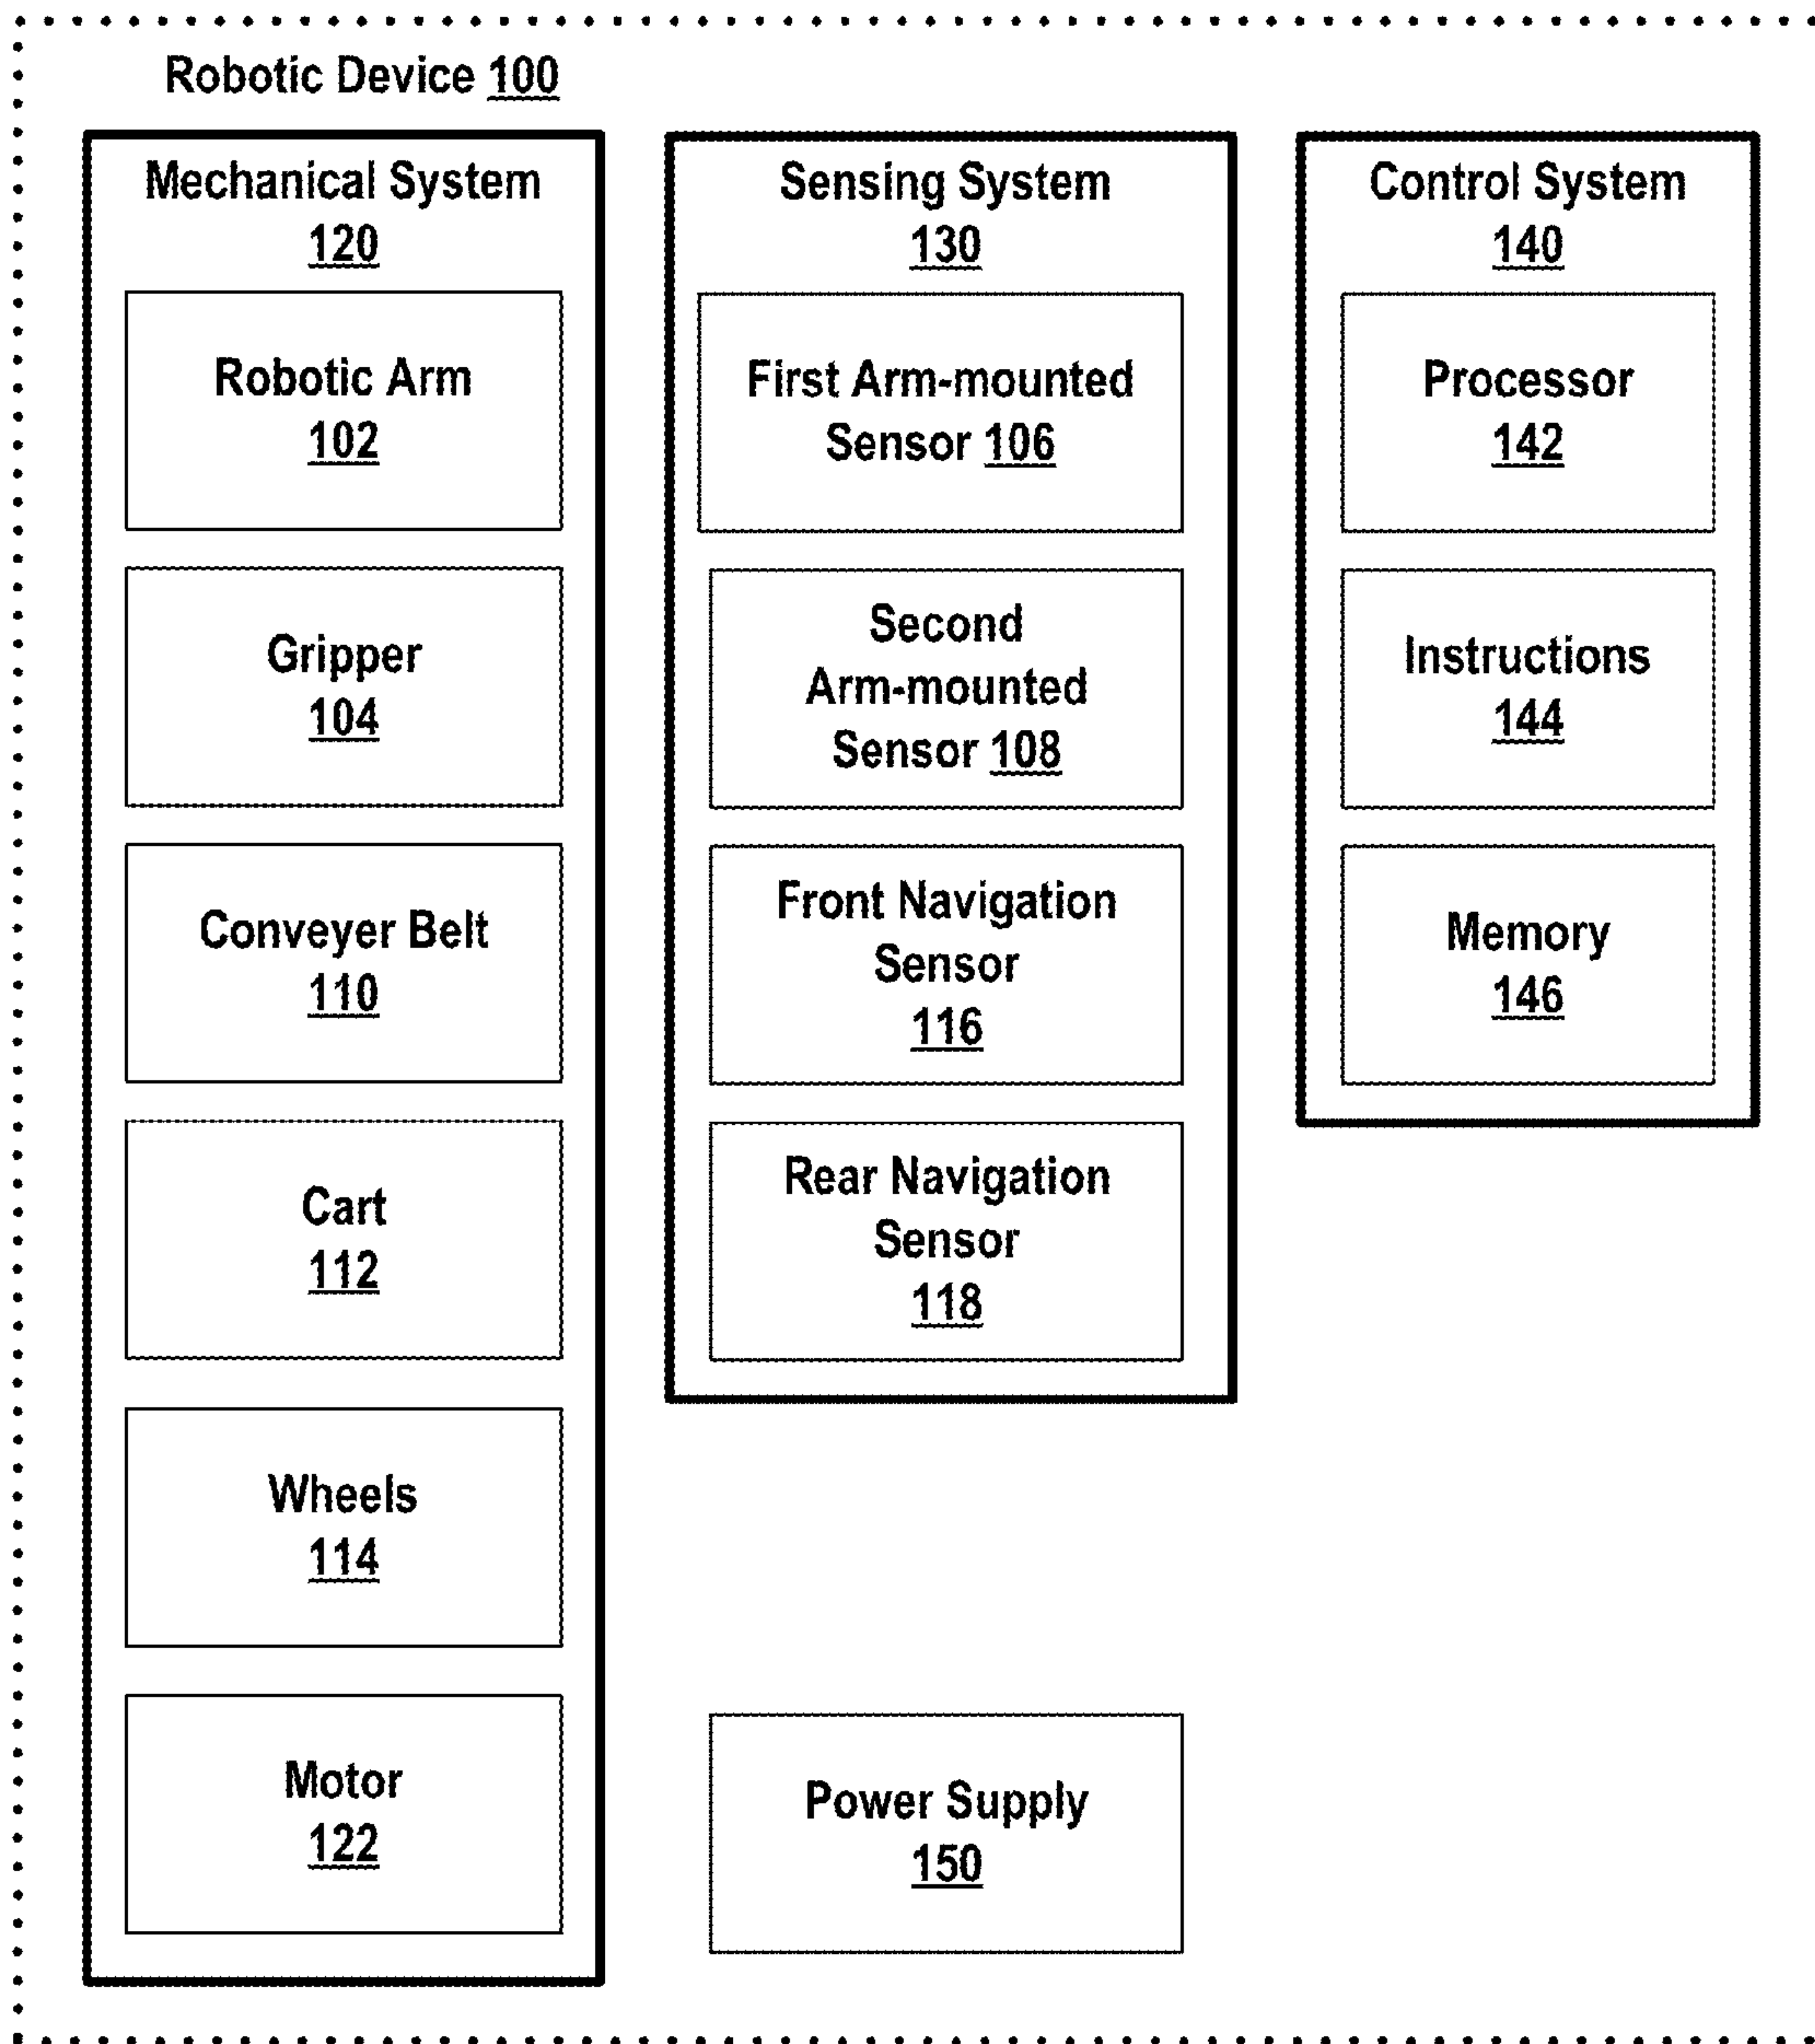 Robotic Device 100
Mechanical System
120
Robotic Arm
102
Gripper
104
Conveyer Belt
110
Cart
112
Wheels
114
Motor
122
Sensing System
130
First Arm-mounted
Sensor 106
Second
Arm-mounted
Sensor 108
Front Navigation
Sensor
116
Rear Navigation
Sensor
118
Power Supply
150
Control System
140
Processor
142
Instructions
144
Memory
146